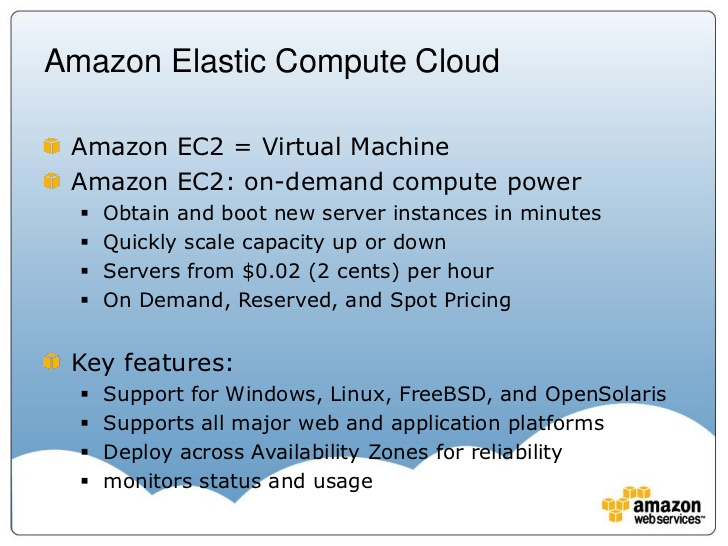 Amazon Elastic Compute Cloud
Amazon EC2 = Virtual Machine
Amazon EC2: on-demand compute power
▪ Obtain and boot new server instances in minutes
▪ Quickly scale capacity up or down
▪ Servers from $0.02 (2 cents) per hour
▪ On Demand, Reserved, and Spot Pricing
Key features:
▪ Support for Windows, Linux, FreeBSD, and OpenSolaris
▪ Supports all major web and application platforms
▪ Deploy across Availability Zones for reliability
▪ monitors status and usage
amazon
webservices™